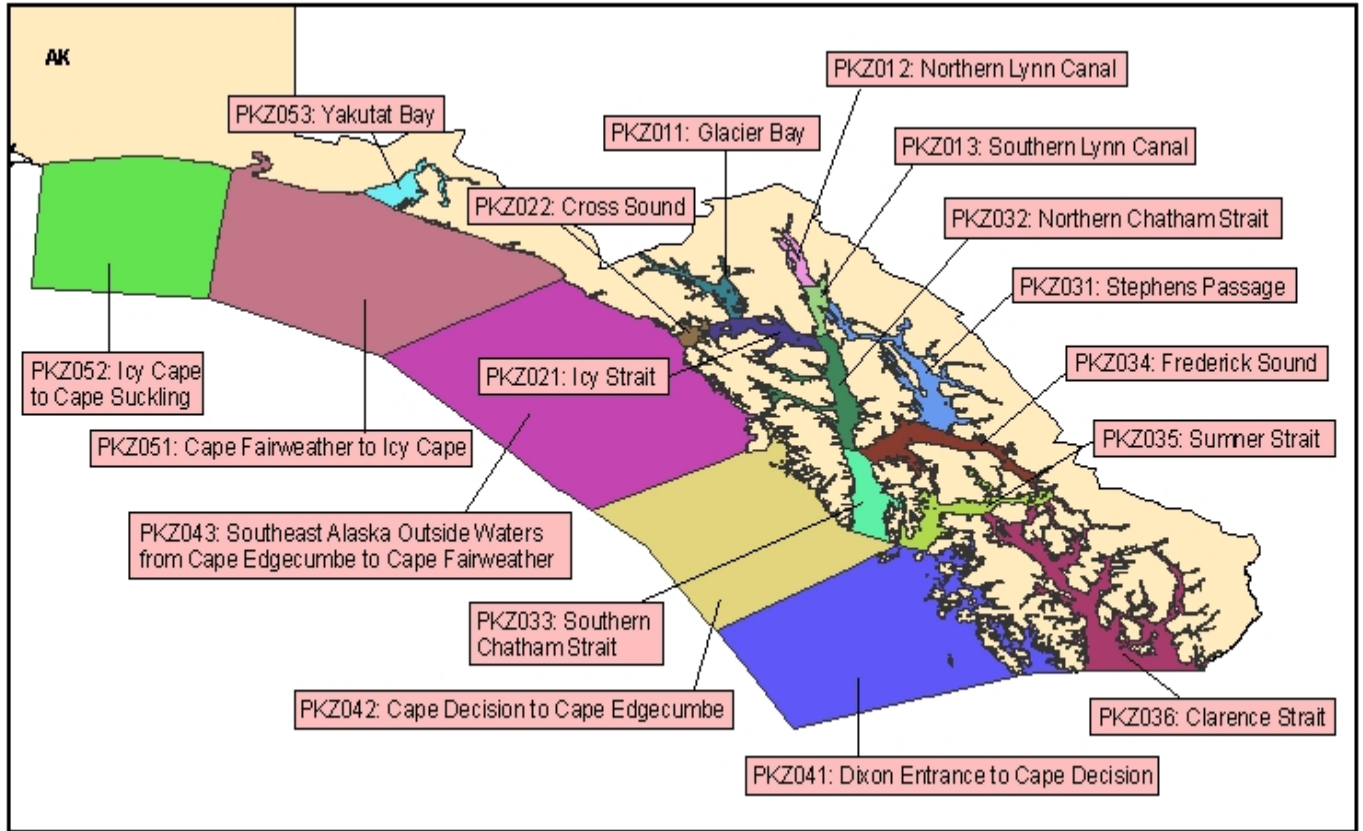 AK
PKZ012: Northern Lynn Canal
PKZ053: Yakutat Bay
PKZ011: Glacier Bay
PKZ013: Southern Lynn Canal
PKZ022: Cross Sound
PKZ032: Northern Chatham Strait
PKZ031: Stephens Passage
PKZ052: Icy Cape
to Cape Suckling
PKZ021: Icy Strait
PKZ034: Frederick Sound
PKZ051: Cape Fairweather to Icy Cape
PKZ035: Sumner Strait
PKZ043: Southeast Alaska Outside Waters
from Cape Edgecumbe to Cape Fairweather
PKZ033: Southern
Chatham Strait
PKZ042: Cape Decision to Cape Edgecumbe
PKZ036: Clarence Strait
PKZ041: Dixon Entrance to Cape Decision